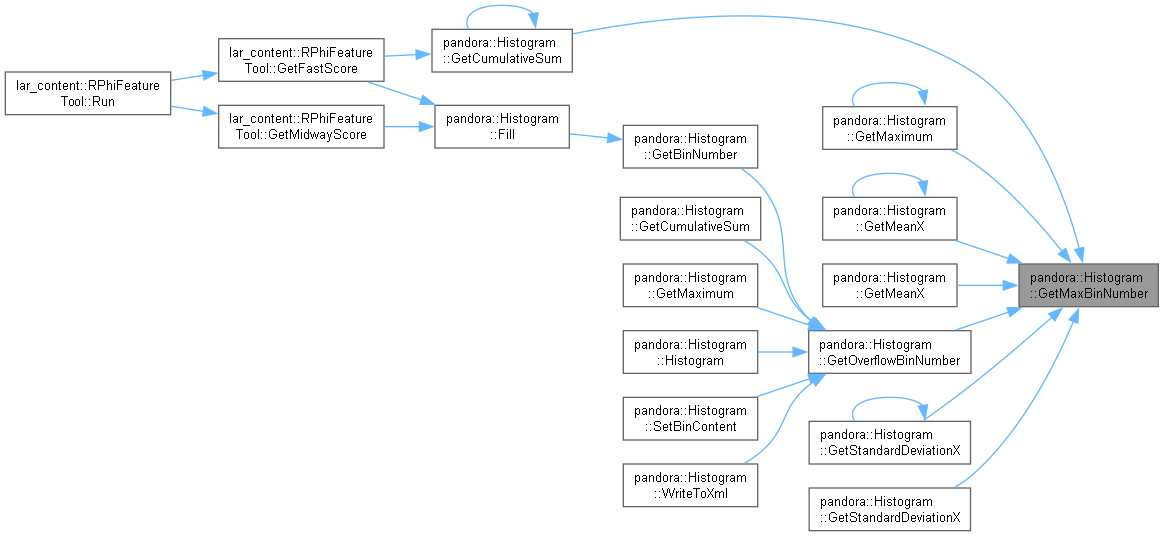 pandora::Histogram
::GetCumulativeSum
lar_content::RPhiFeature
Tool::GetFastScore
lar_content::RPhiFeature
Tool::Run
lar_content::RPhiFeature
Tool::GetMidwayScore
pandora::Histogram
::Fill
pandora::Histogram
::GetBinNumber
pandora::Histogram
::GetMaximum
pandora::Histogram
::GetCumulativeSum
pandora::Histogram
::GetMeanX
pandora::Histogram
::GetMaximum
pandora::Histogram
::GetMeanX
pandora::Histogram
::GetMaxBinNumber
pandora::Histogram
::Histogram
pandora::Histogram
::GetOverflowBinNumber
pandora::Histogram
::SetBinContent
pandora::Histogram
::GetStandardDeviationX
pandora::Histogram
::WriteToXml
pandora::Histogram
::GetStandardDeviationX